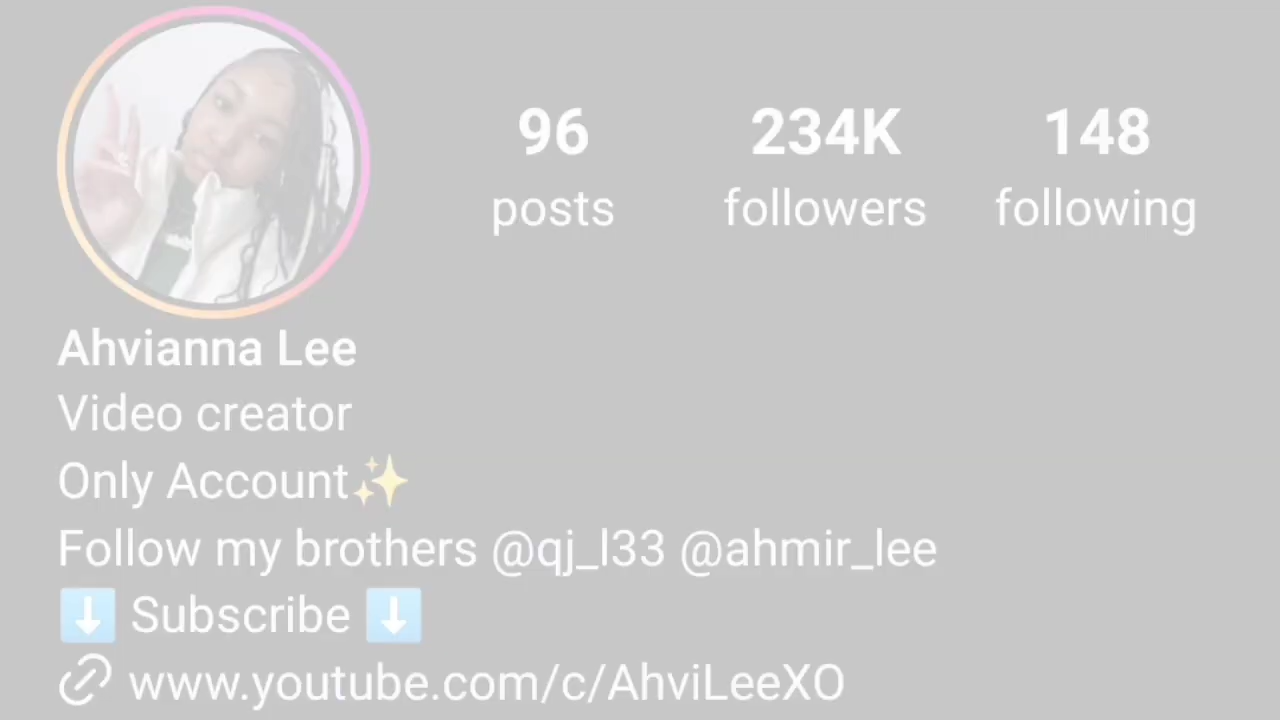 96 234K 148
posts followers following
Ahvianna Lee
Video creator
Only Account✨
Follow my brothers @qj_l33 @ahmir_lee
⬇️ Subscribe ⬇️
www.youtube.com/c/AhviLeeXO